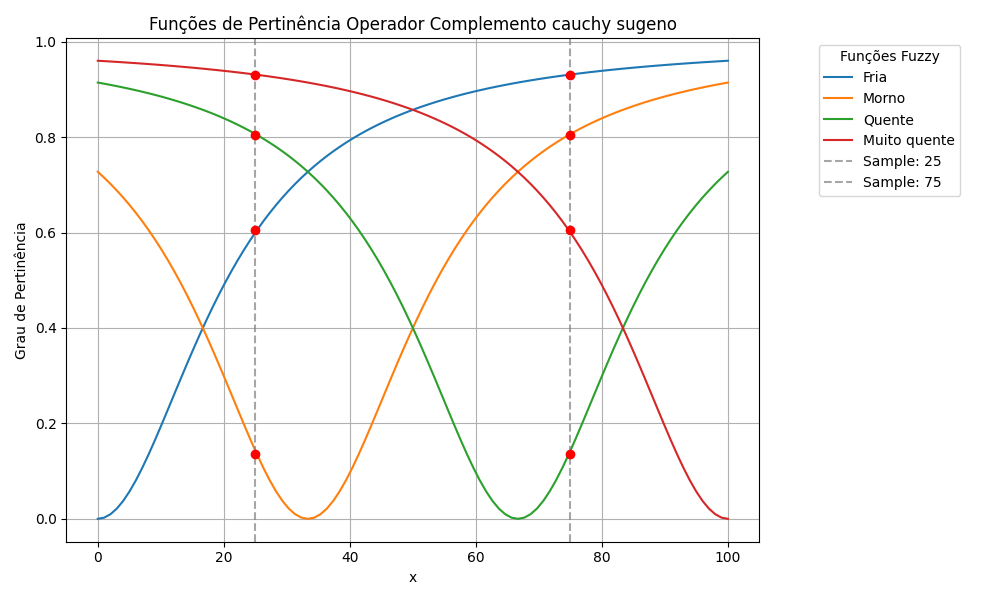 Funções de Pertinência Operador Complemento cauchy sugeno
Grau de Pertinência
1.0
0.8
0.6
0.4
0.2
0.0
0
20
40
60
80
100
x
Funções Fuzzy
Fria
Morno
Quente
Muito quente
Sample: 25
Sample: 75